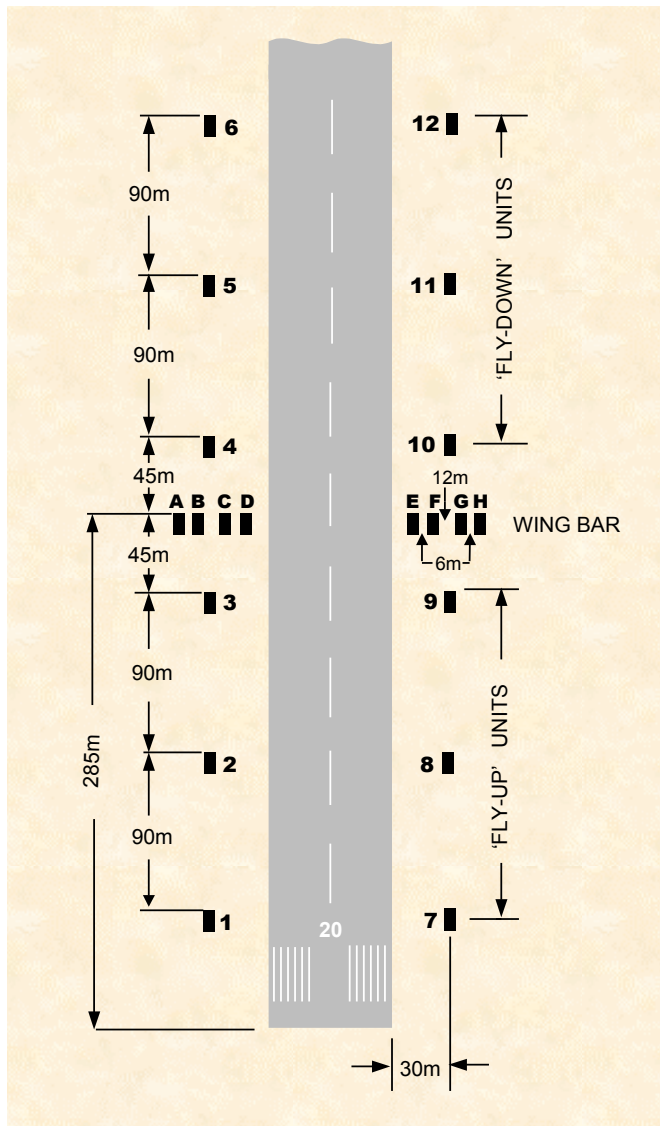 6
12
90m
'FLY-DOWN' UNITS
5
11
90m
4
10
45m
12m
A B C D
E F G H
WING BAR
45m
6m
3
9
90m
285m
'FLY-UP' UNITS
2
8
90m
1
7
20
30m